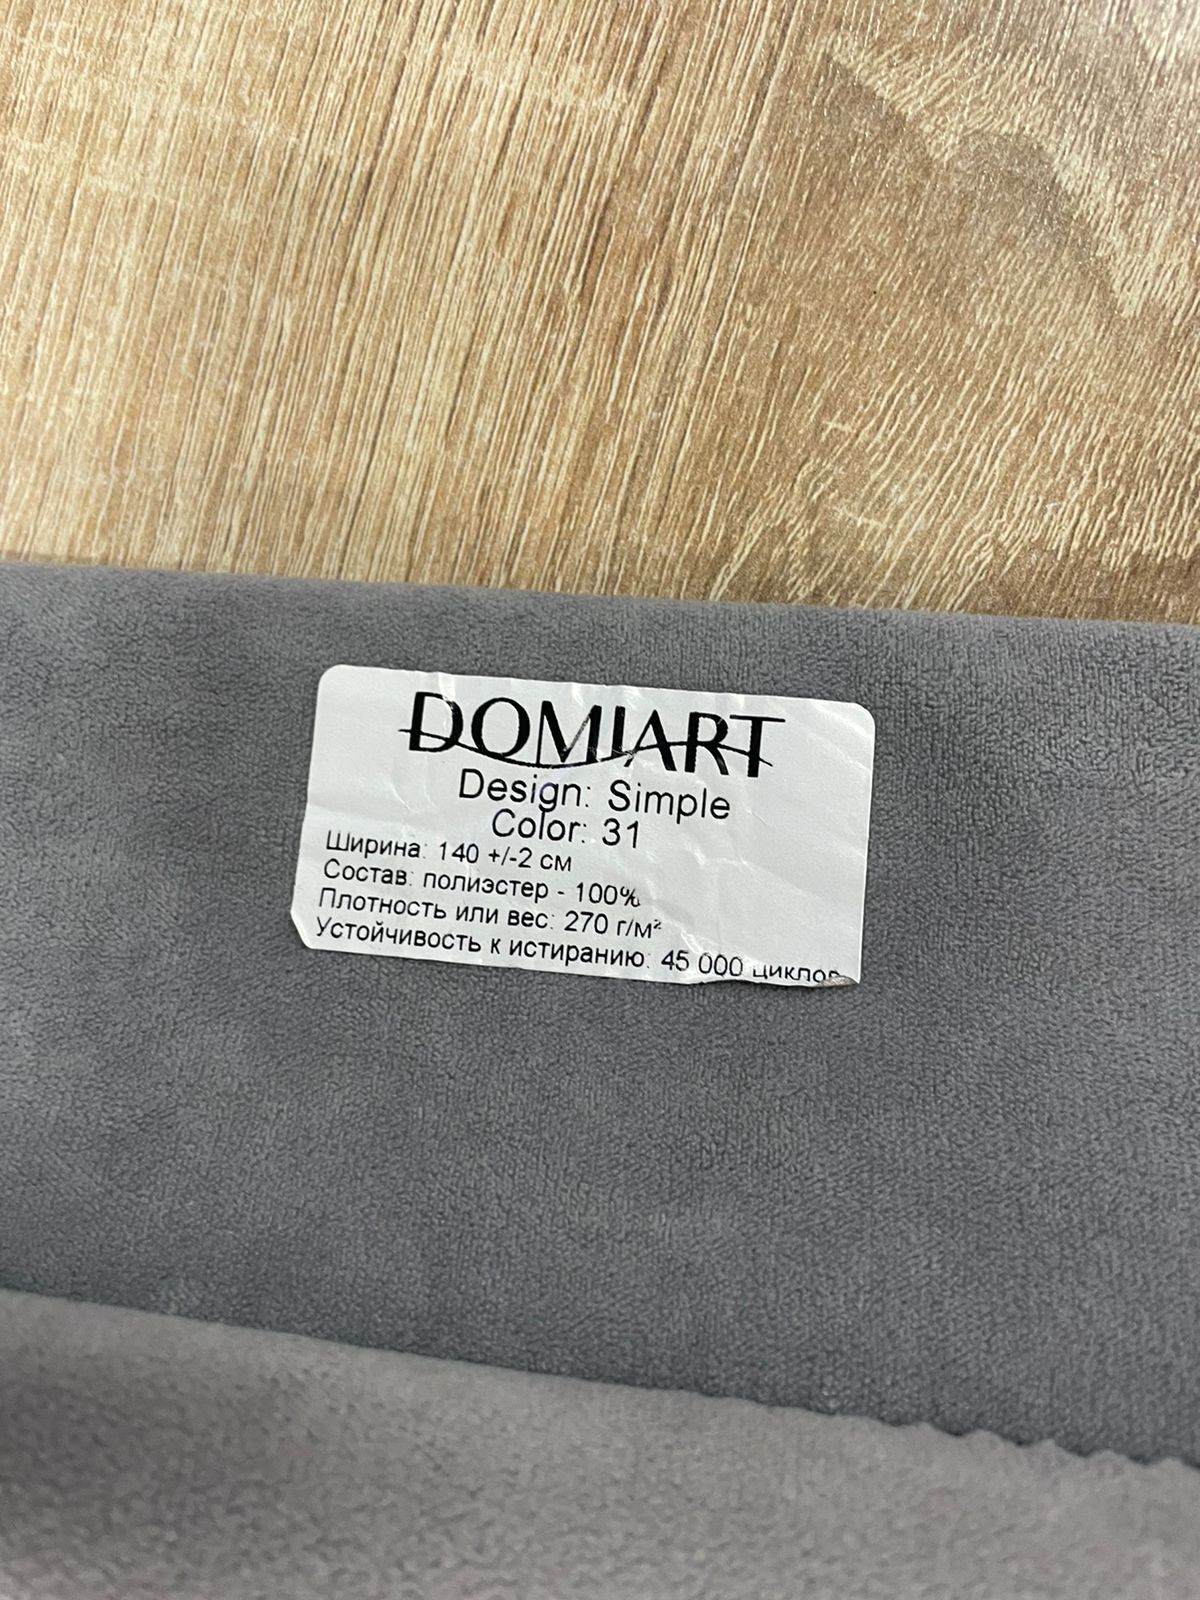 DOMIART
Design: Simple
Color: 31
Ширина: 140 +/-2 см
Состав: полиэстер - 100%
Плотность или вес: 270 г/м²
Устойчивость к истиранию: 45 000 циклов